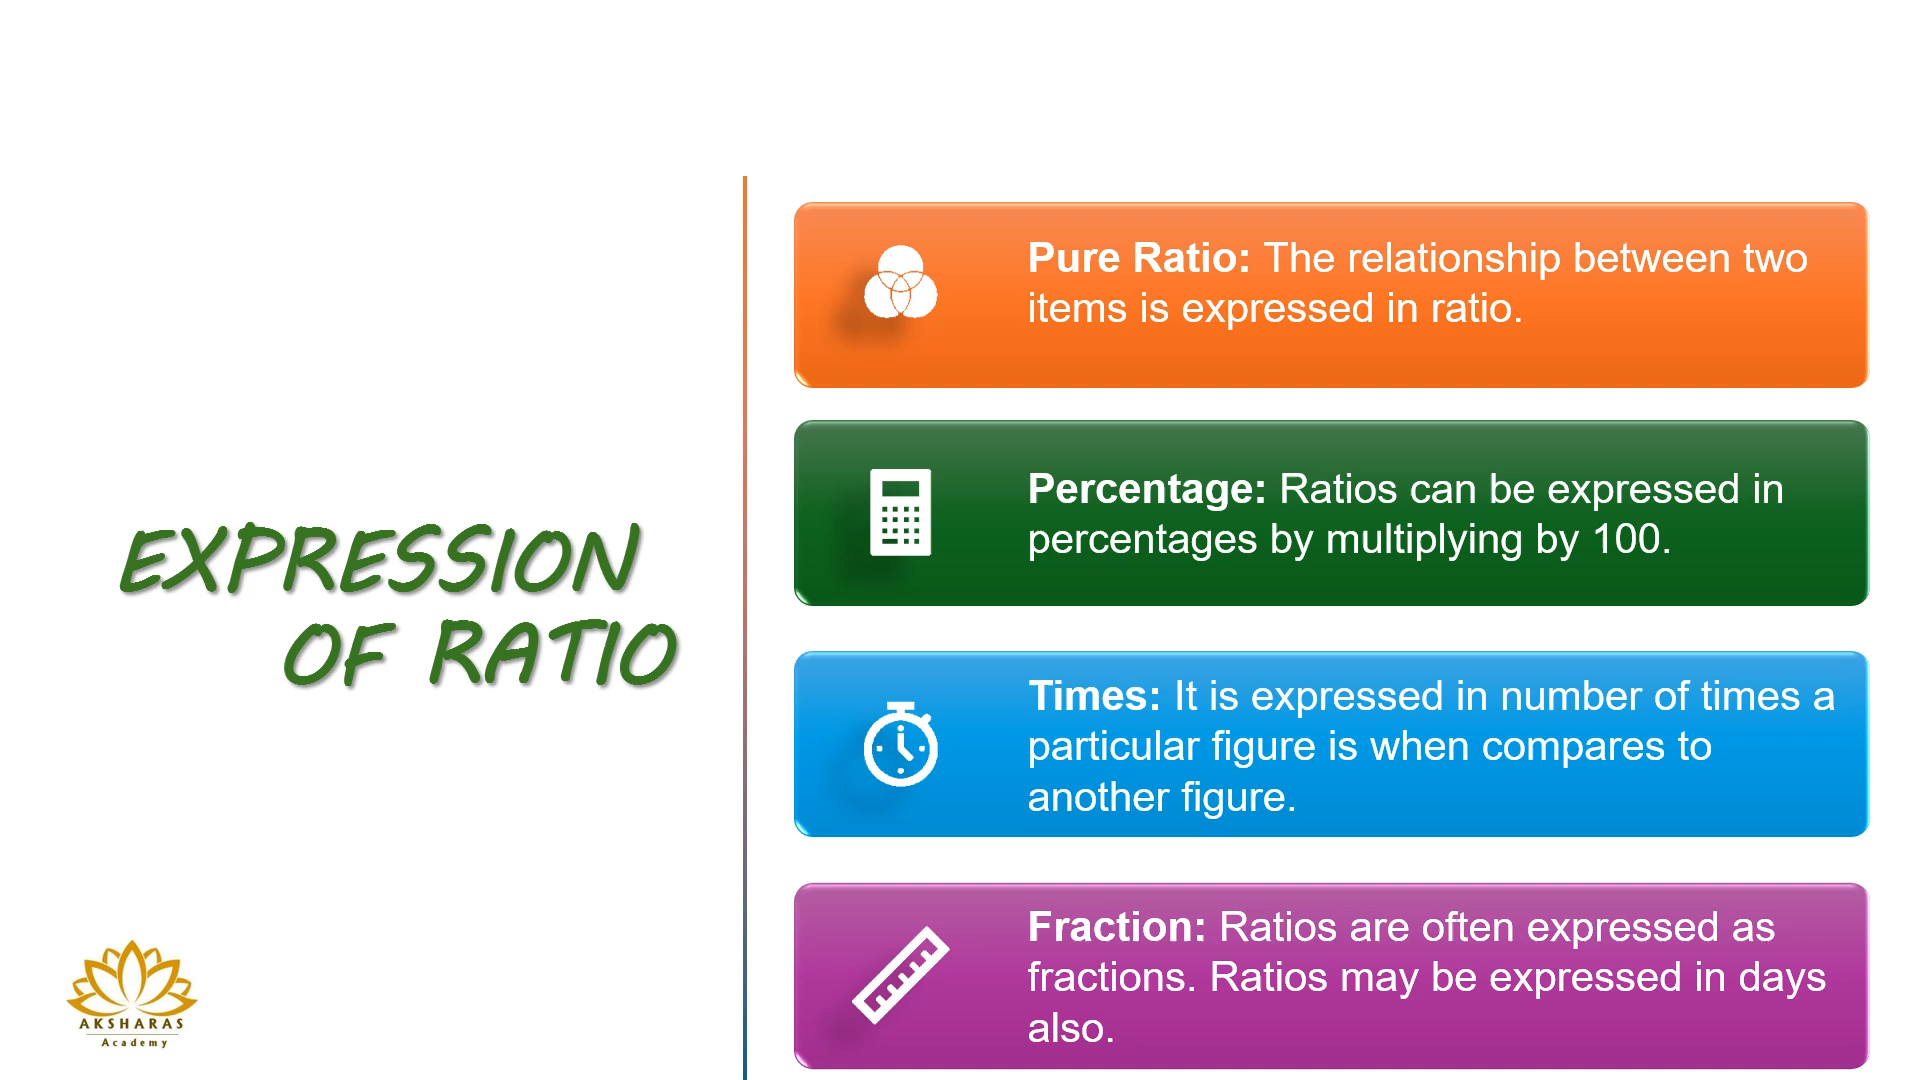 EXPRESSION
OF RATIO
Pure Ratio: The relationship between two
items is expressed in ratio.
Percentage: Ratios can be expressed in
percentages by multiplying by 100.
Times: It is expressed in number of times a
particular figure is when compares to
another figure.
Fraction: Ratios are often expressed as
fractions. Ratios may be expressed in days
also.
AKSHARAS
Academy